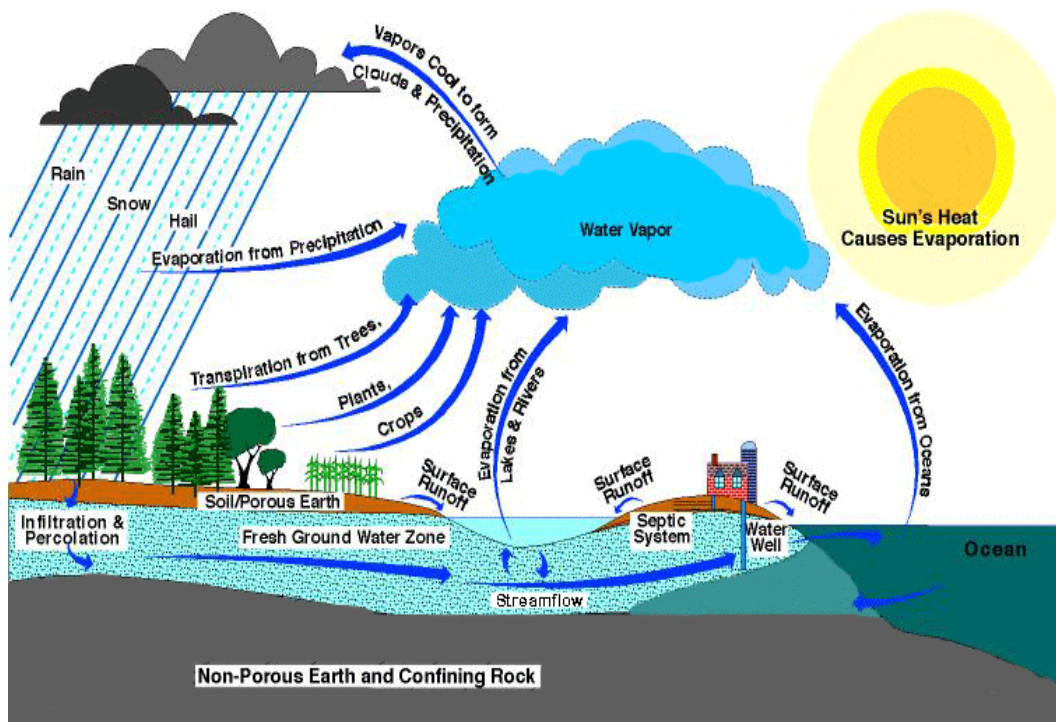 Vapors Cool to form
Clouds & Precipitation
Rain
Snow
Hail
Water Vapor
Sun's Heat
Causes Evaporation
Evaporation from Precipitation
Transpiration from Trees,
Plants,
Crops
Evaporation from
Lakes & Rivers
Evaporation from Oceans
Surface
Runoff
Surface
Runoff
Surface
Runoff
Soil/Porous Earth
Infiltration &
Percolation
Fresh Ground Water Zone
Septic
System
Water
Well
Ocean
Streamflow
Non-Porous Earth and Confining Rock